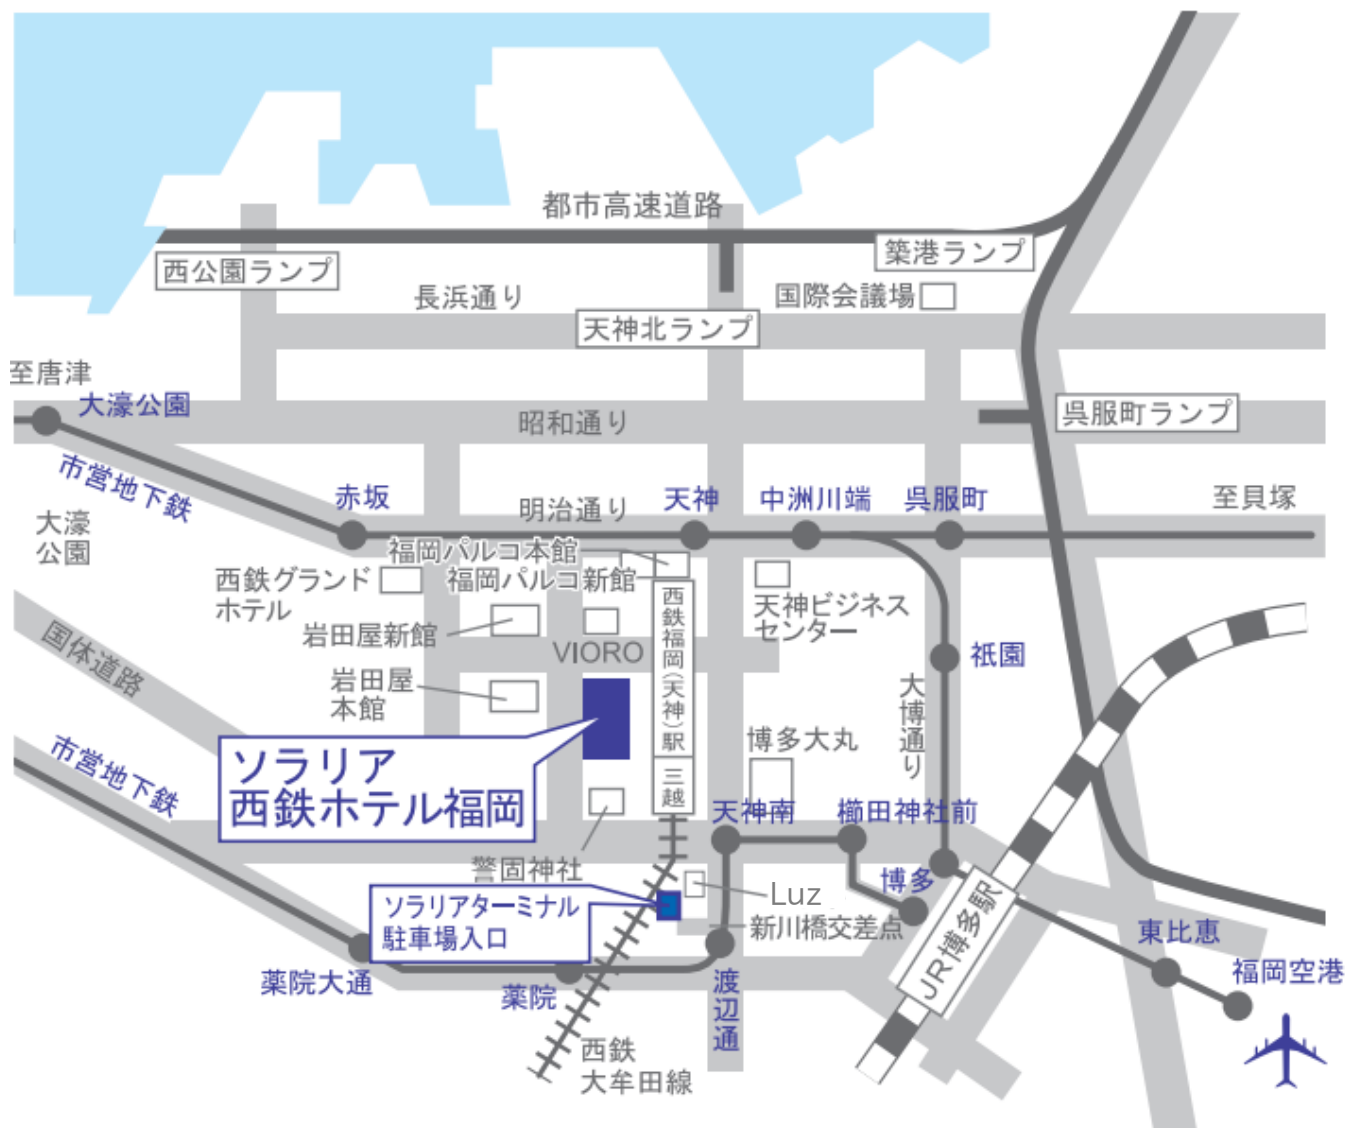 都市高速道路
築港ランプ
西公園ランプ
長浜通り
国際会議場
天神北ランプ
至唐津
大濠公園
昭和通り
呉服町ランプ
市営地下鉄
赤坂
明治通り
天神
中洲川端
呉服町
至貝塚
大濠
公園
福岡パルコ本館
西鉄グランド
ホテル
福岡パルコ新館
天神ビジネス
センター
岩田屋新館
VIORO
西鉄福岡(天神)駅
祇園
国体道路
岩田屋
本館
大博通り
ソラリア
西鉄ホテル福岡
博多大丸
三越
市営地下鉄
天神南
櫛田神社前
警固神社
博多
Luz
ソラリアターミナル
駐車場入口
新川橋交差点
JR博多駅
東比恵
福岡空港
薬院大通
薬院
渡辺通
西鉄
大牟田線